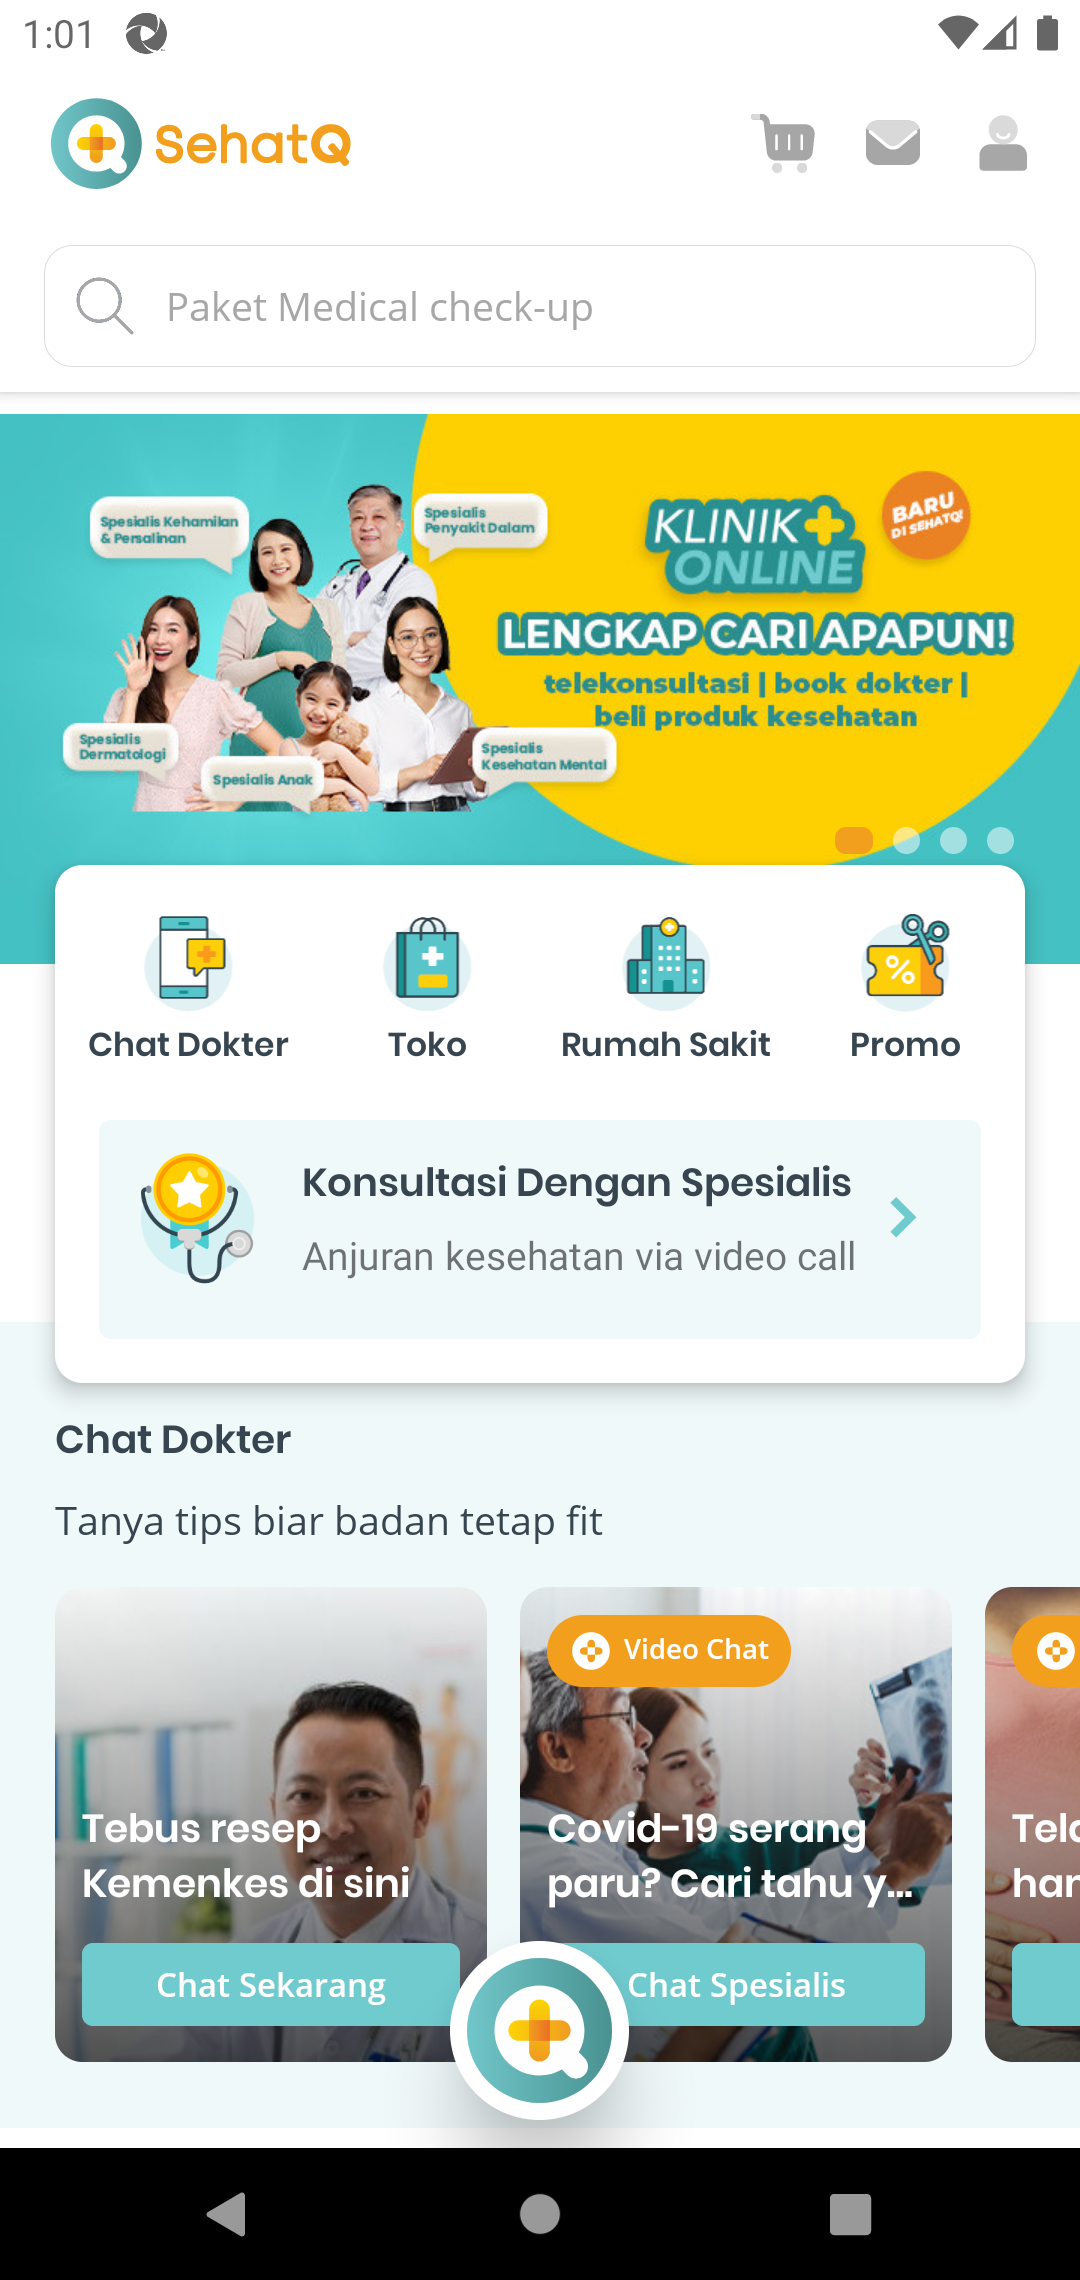 1:01
SehatQ
Paket Medical check-up
Spesialis Kehamilan
& Persalinan
Spesialis
Penyakit Dalam
Spesialis
Dermatologi
Spesialis Anak
Spesialis
Kesehatan Mental
KLINIK
ONLINE
BARU
DI SEHATQ!
LENGKAP CARI APAPUN!
telekonsultasi | book dokter |
beli produk kesehatan
Chat Dokter
Toko
Rumah Sakit
Promo
%
Konsultasi Dengan Spesialis
Anjuran kesehatan via video call
Chat Dokter
Tanya tips biar badan tetap fit
Tebus resep
Kemenkes di sini
Chat Sekarang
Video Chat
Covid-19 serang
paru? Cari tahu y...
Chat Spesialis